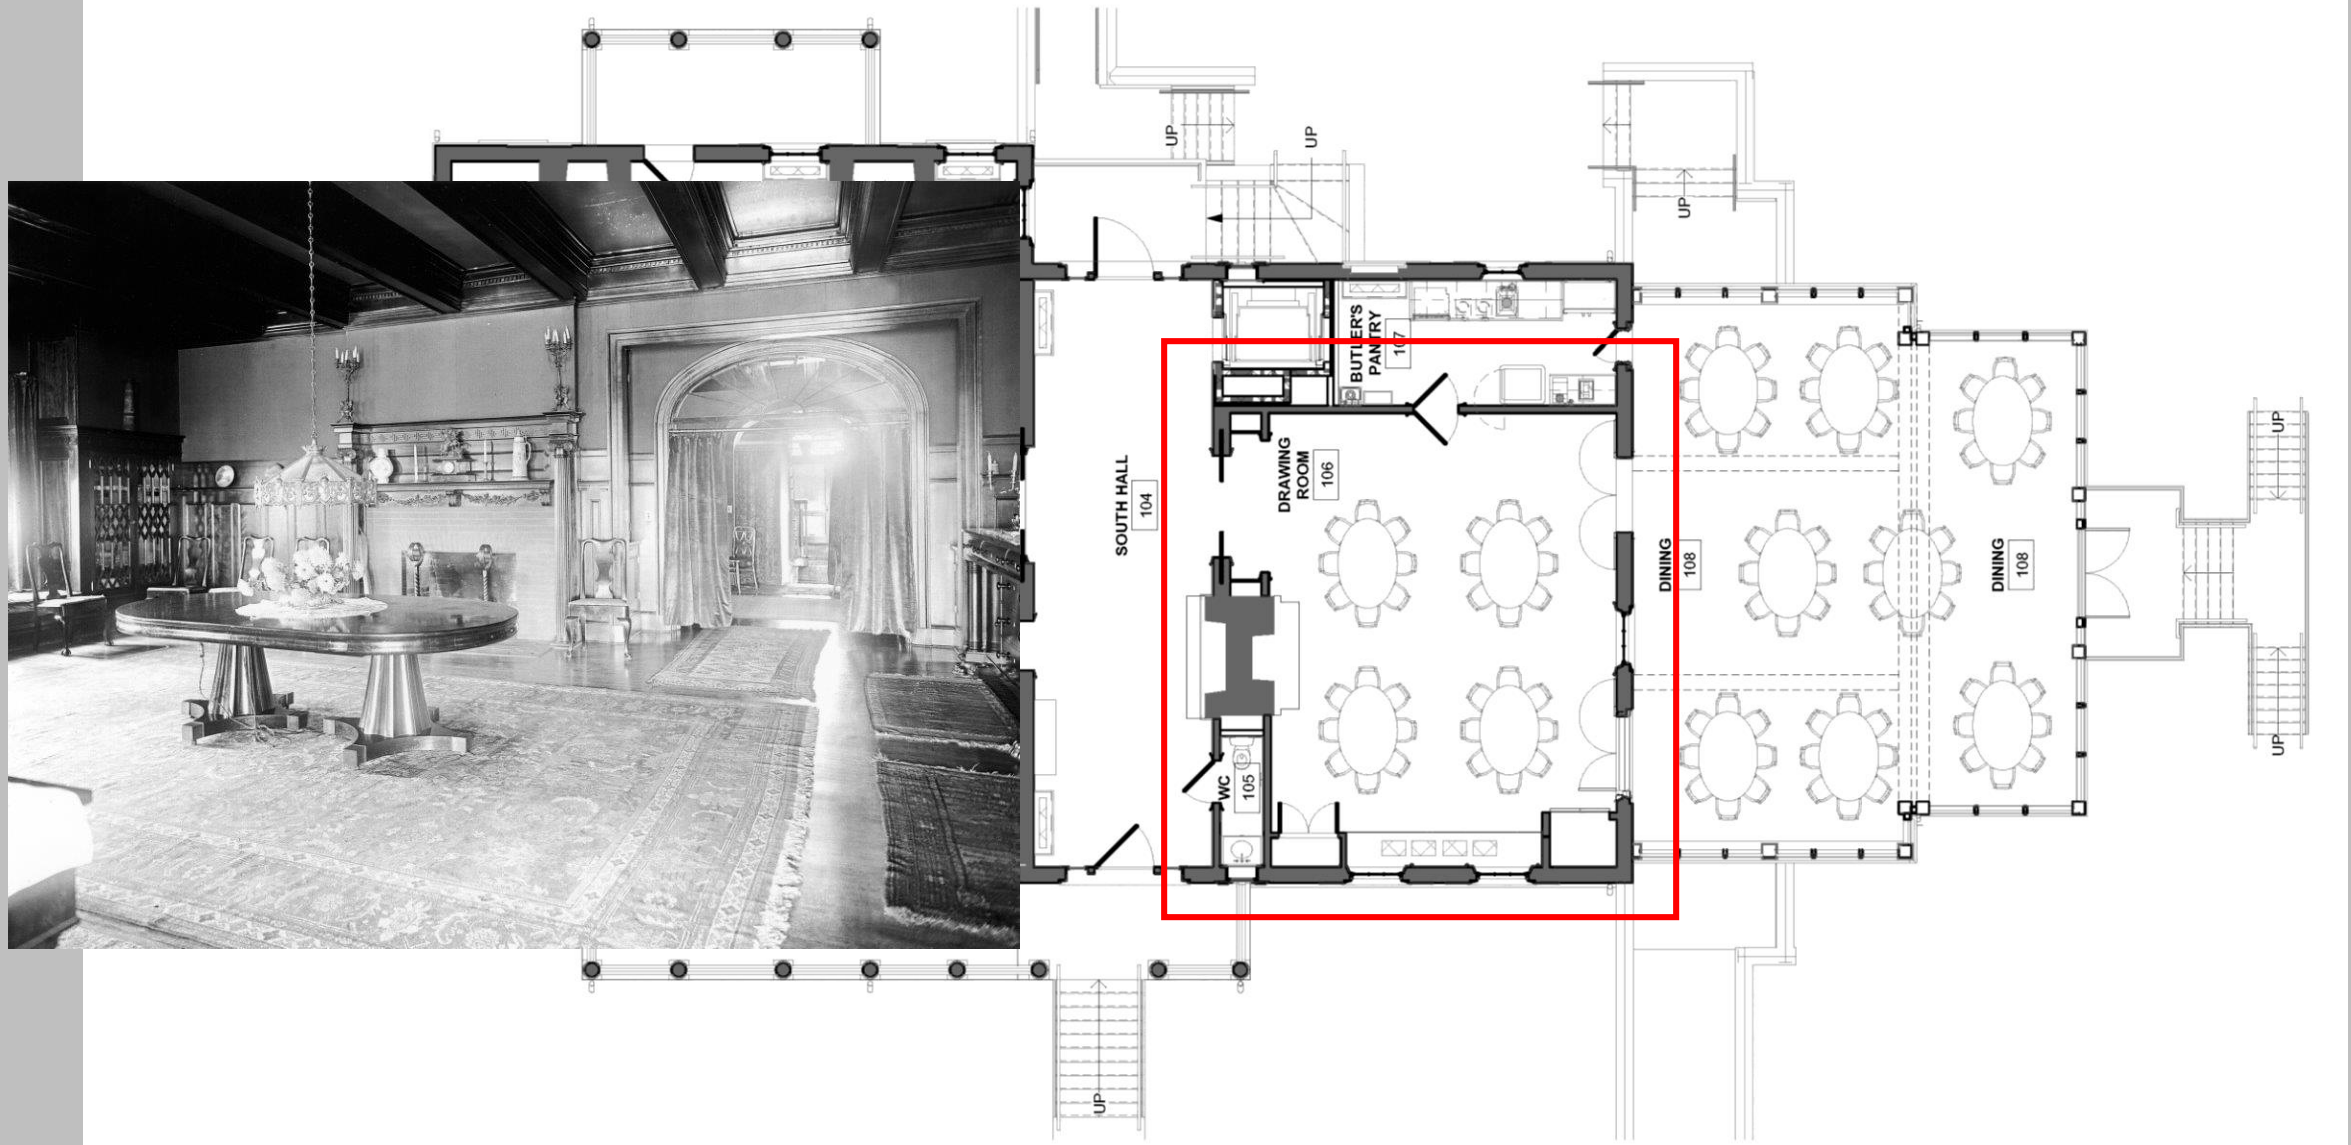 UP
UP
UP
BUTLER'S
PANTRY
107
SOUTH HALL
104
DRAWING
ROOM
106
DINING
108
DINING
108
UP
UP
WC
105
UP